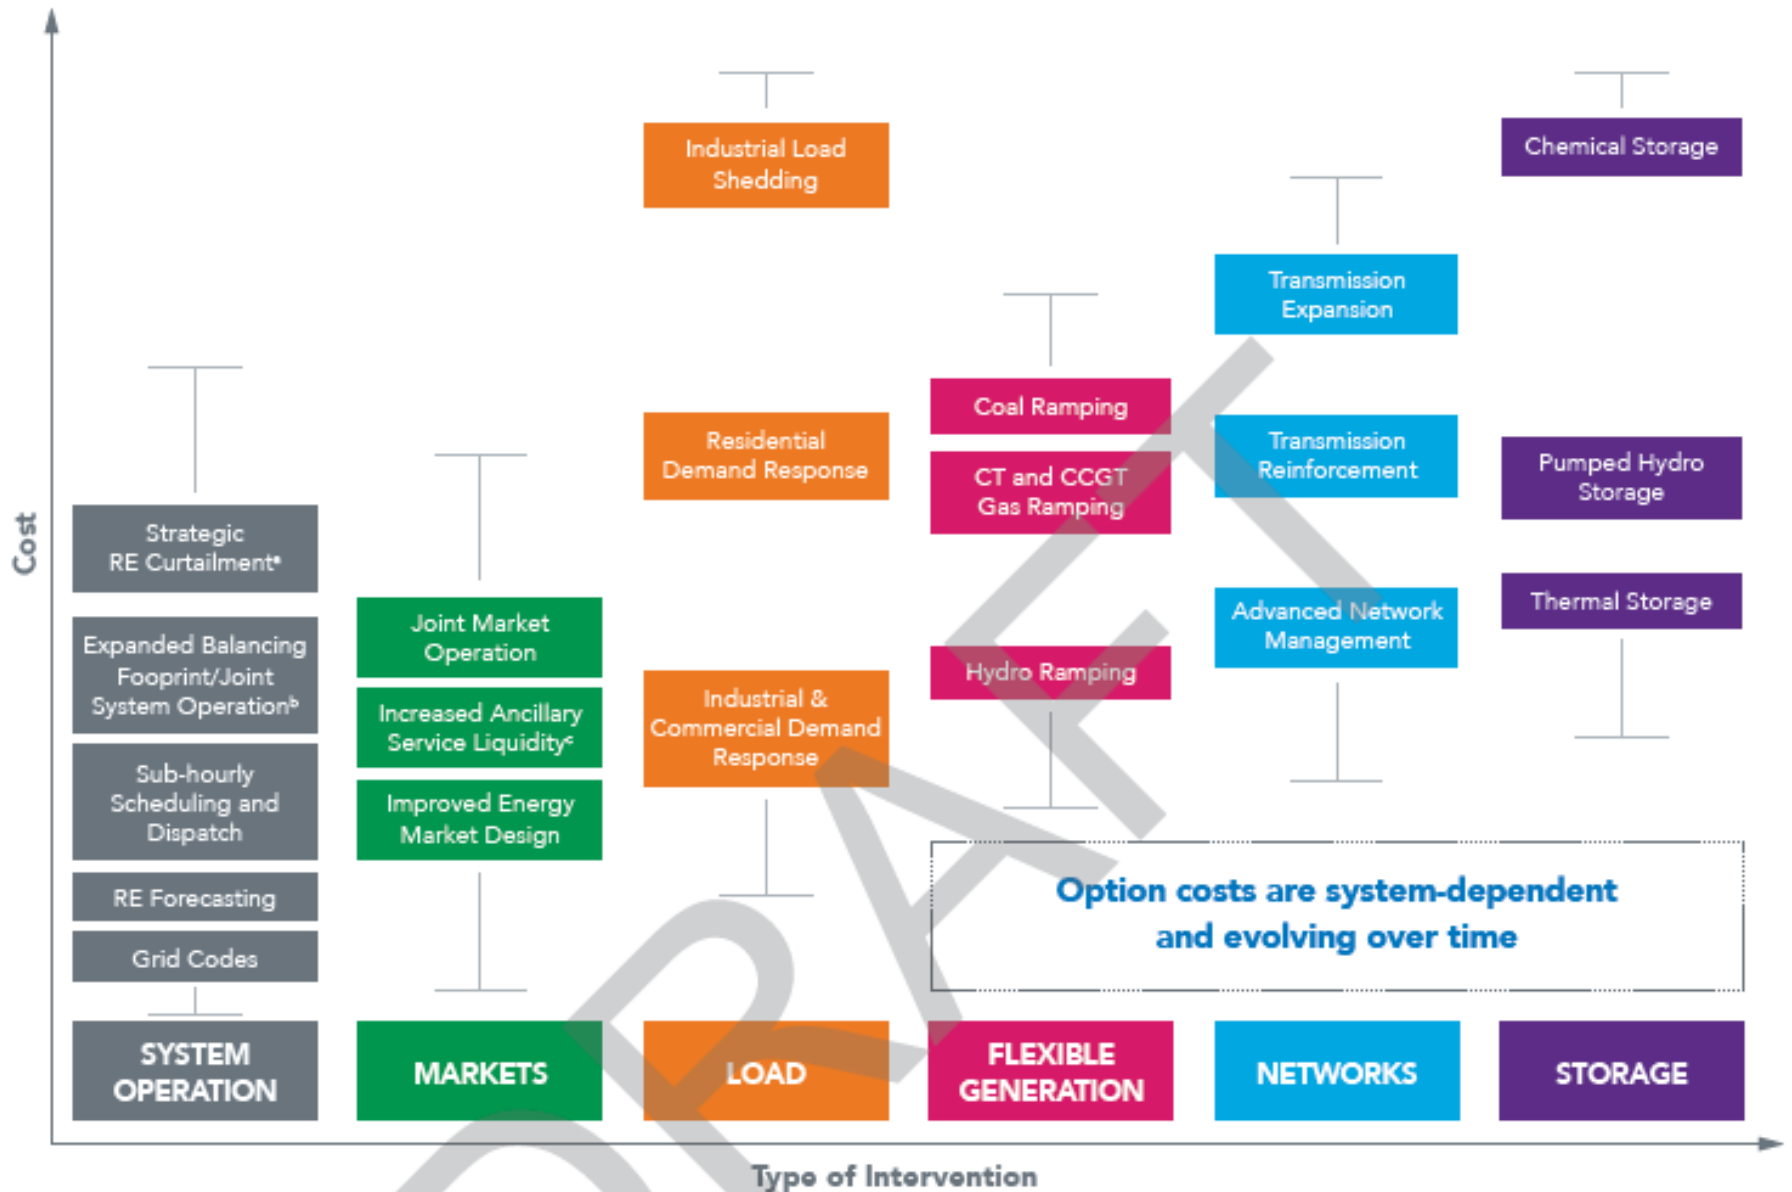 Cost
Industrial Load
Shedding
Chemical Storage
Transmission
Expansion
Coal Ramping
Residential
Demand Response
Transmission
Reinforcement
Pumped Hydro
Storage
CT and CCGT
Gas Ramping
Strategic
RE Curtailmentª
Thermal Storage
Joint Market
Operation
Advanced Network
Management
Expanded Balancing
Fooprint/Joint
System Operationᵇ
Hydro Ramping
Industrial &
Commercial Demand
Response
Increased Ancillary
Service Liquidityᶜ
Sub-hourly
Scheduling and
Dispatch
Improved Energy
Market Design
RE Forecasting
Grid Codes
Option costs are system-dependent
and evolving over time
SYSTEM
OPERATION
MARKETS
LOAD
FLEXIBLE
GENERATION
NETWORKS
STORAGE
Type of Intervention
DRAFT